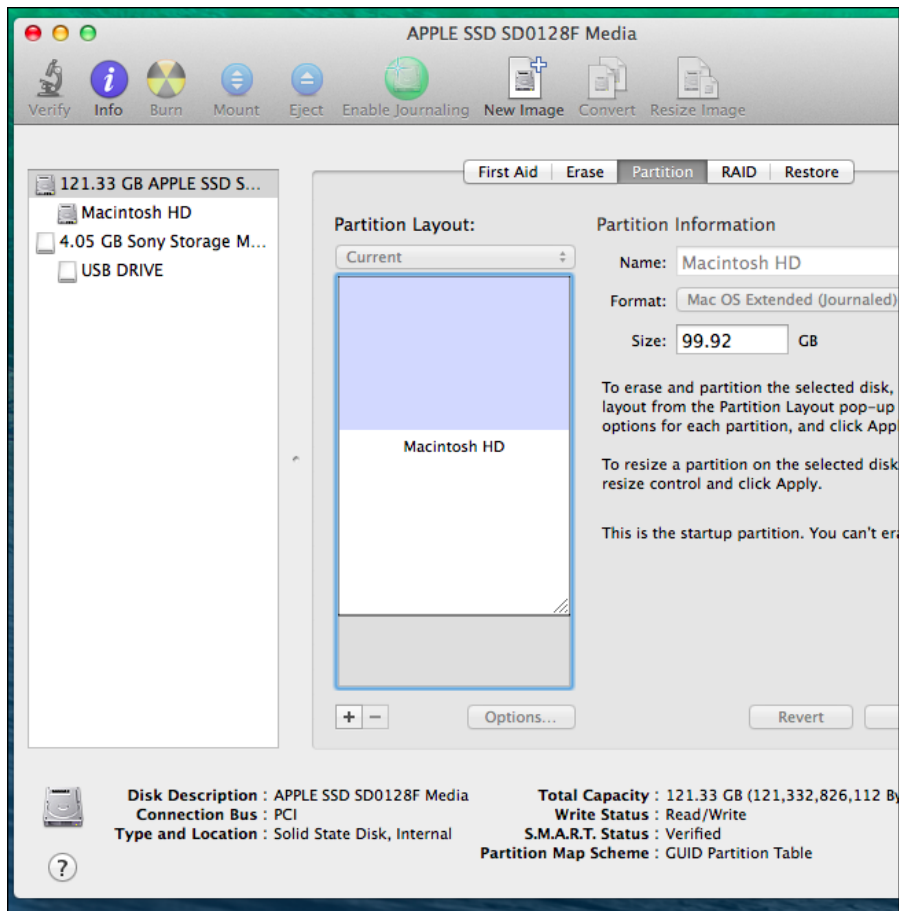 APPLE SSD SD0128F Media
Verify Info Burn Mount Eject Enable Journaling New Image Convert Resize Image
121.33 GB APPLE SSD S...
Macintosh HD
4.05 GB Sony Storage M...
USB DRIVE
First Aid Erase Partition RAID Restore
Partition Layout:
Current
Macintosh HD
+ − Options...
Partition Information
Name: Macintosh HD
Format: Mac OS Extended (Journaled)
Size: 99.92 GB
To erase and partition the selected disk,
layout from the Partition Layout pop-up
options for each partition, and click App
To resize a partition on the selected disk
resize control and click Apply.
This is the startup partition. You can't er
Revert
Disk Description : APPLE SSD SD0128F Media
Connection Bus : PCI
Type and Location : Solid State Disk, Internal
Total Capacity : 121.33 GB (121,332,826,112 By
Write Status : Read/Write
S.M.A.R.T. Status : Verified
Partition Map Scheme : GUID Partition Table
?